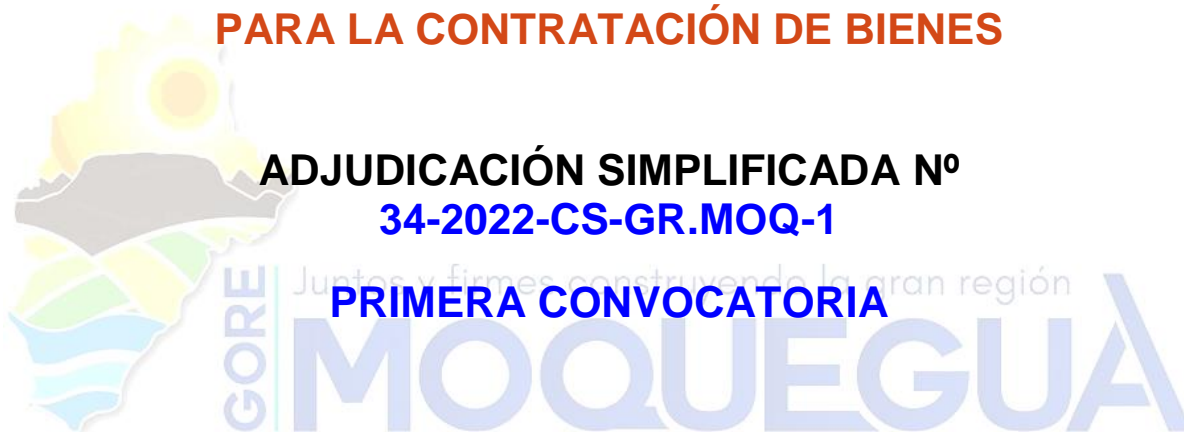 PARA LA CONTRATACIÓN DE BIENES
ADJUDICACIÓN SIMPLIFICADA Nº
34-2022-CS-GR.MOQ-1
Juntos y firmes construyendo la gran región
PRIMERA CONVOCATORIA
GORE
MOQUEGUA